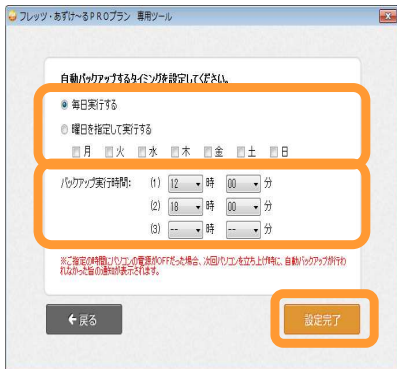 フレッツ・あずけ～るPROプラン 専用ツール
自動バックアップするタイミングを設定してください。
毎日実行する
曜日を指定して実行する
月 火 水 木 金 土 日
バックアップ実行時間: (1) 12 時 00 分
(2) 18 時 00 分
(3) -- 時 -- 分
※ご指定の時間にパソコンの電源がOFFだった場合、次回パソコンを立ち上げ時に、自動バックアップが行わ
れなかった旨の通知が表示されます。
戻る 設定完了